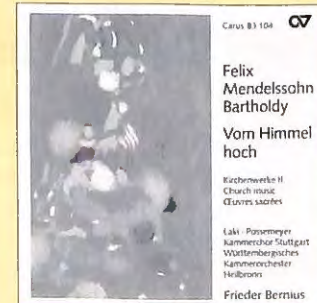 Carus 83.104
Felix
Mendelssohn
Bartholdy
Vom Himmel
hoch
Kirchenwerke II
Church music
Œuvres sacrées
Laki · Possemeyer
Kammerchor Stuttgart
Württembergisches
Kammerorchester
Heilbronn
Frieder Bernius